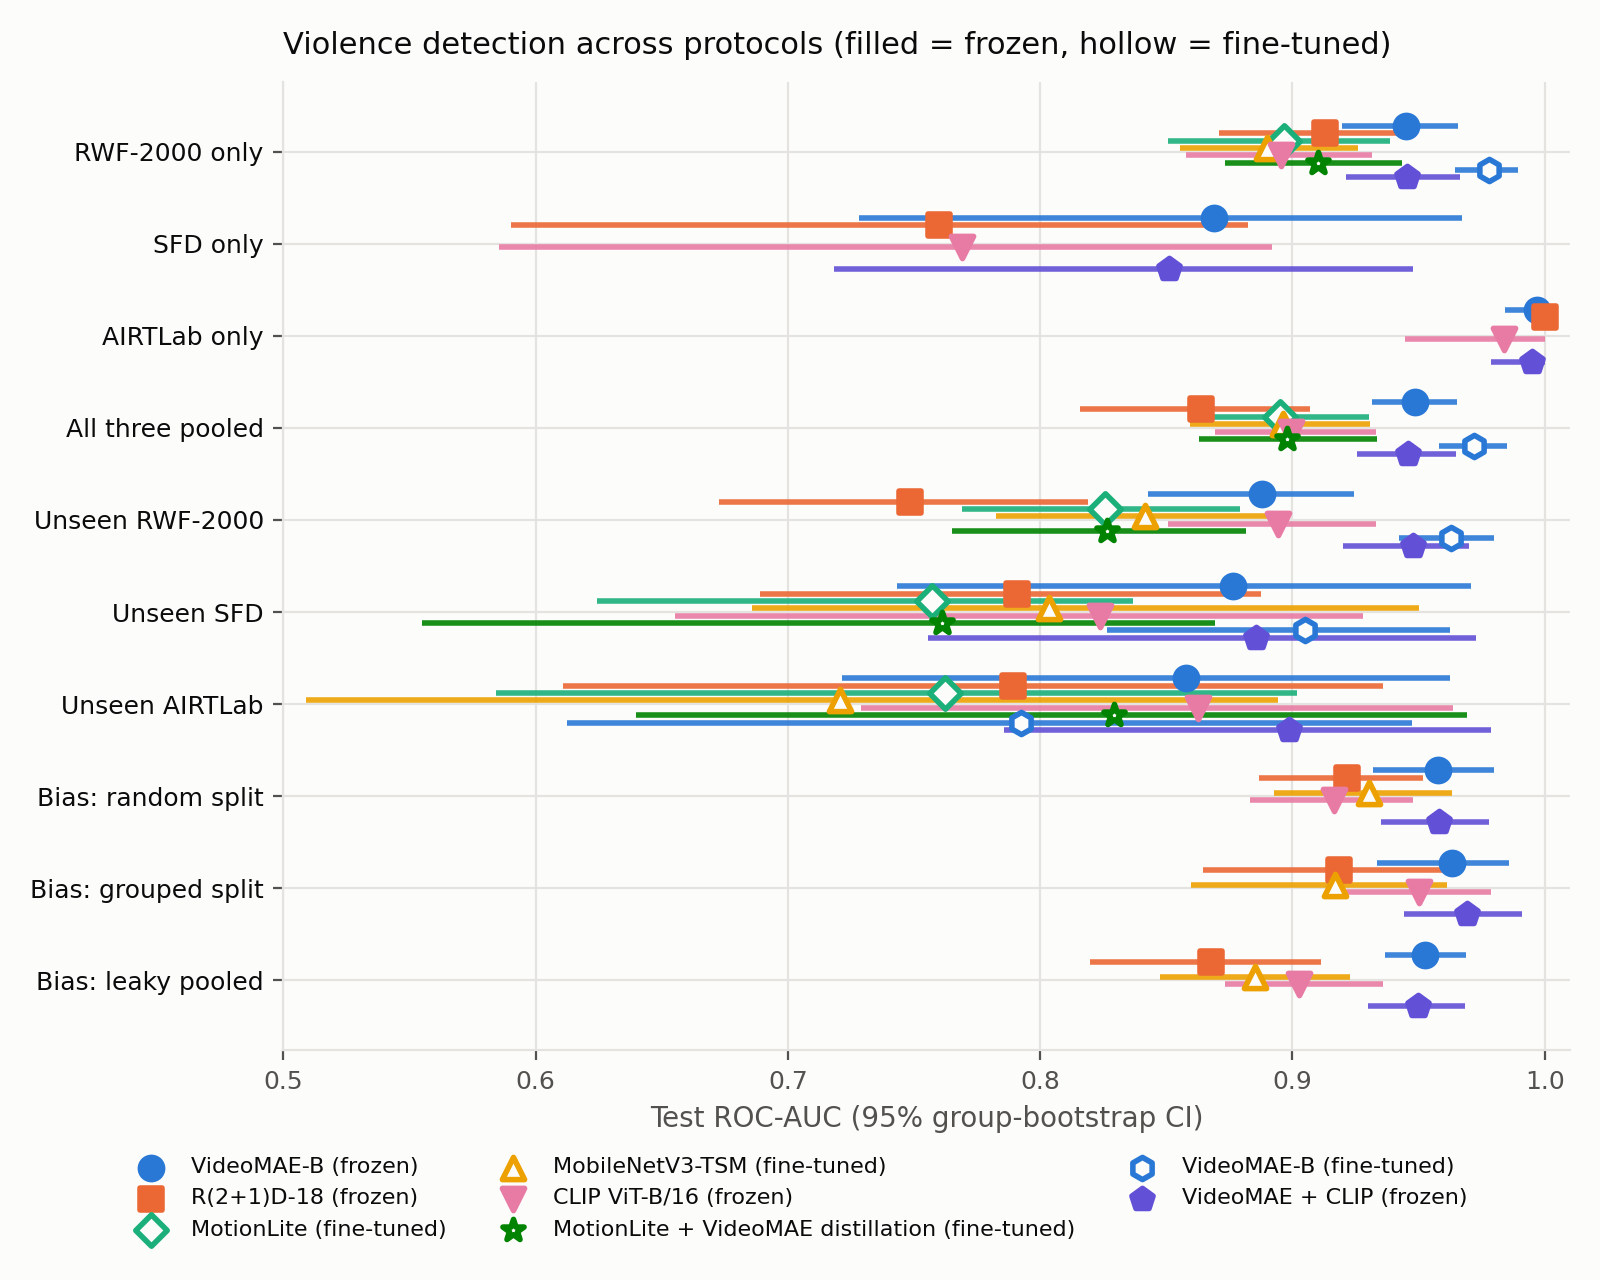 Violence detection across protocols (filled = frozen, hollow = fine-tuned)
RWF-2000 only
SFD only
AIRTLab only
All three pooled
Unseen RWF-2000
Unseen SFD
Unseen AIRTLab
Bias: random split
Bias: grouped split
Bias: leaky pooled
0.5 0.6 0.7 0.8 0.9 1.0
Test ROC-AUC (95% group-bootstrap CI)
VideoMAE-B (frozen) MobileNetV3-TSM (fine-tuned) VideoMAE-B (fine-tuned)
R(2+1)D-18 (frozen) CLIP ViT-B/16 (frozen) VideoMAE + CLIP (frozen)
MotionLite (fine-tuned) MotionLite + VideoMAE distillation (fine-tuned)